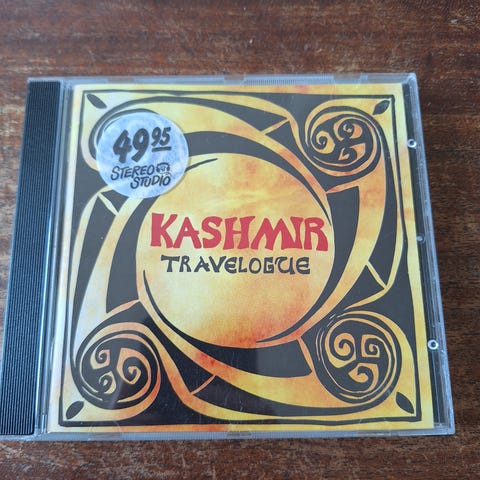 49 95
STEREO
STUDIO
KASHMIR
TRAVELOGUE